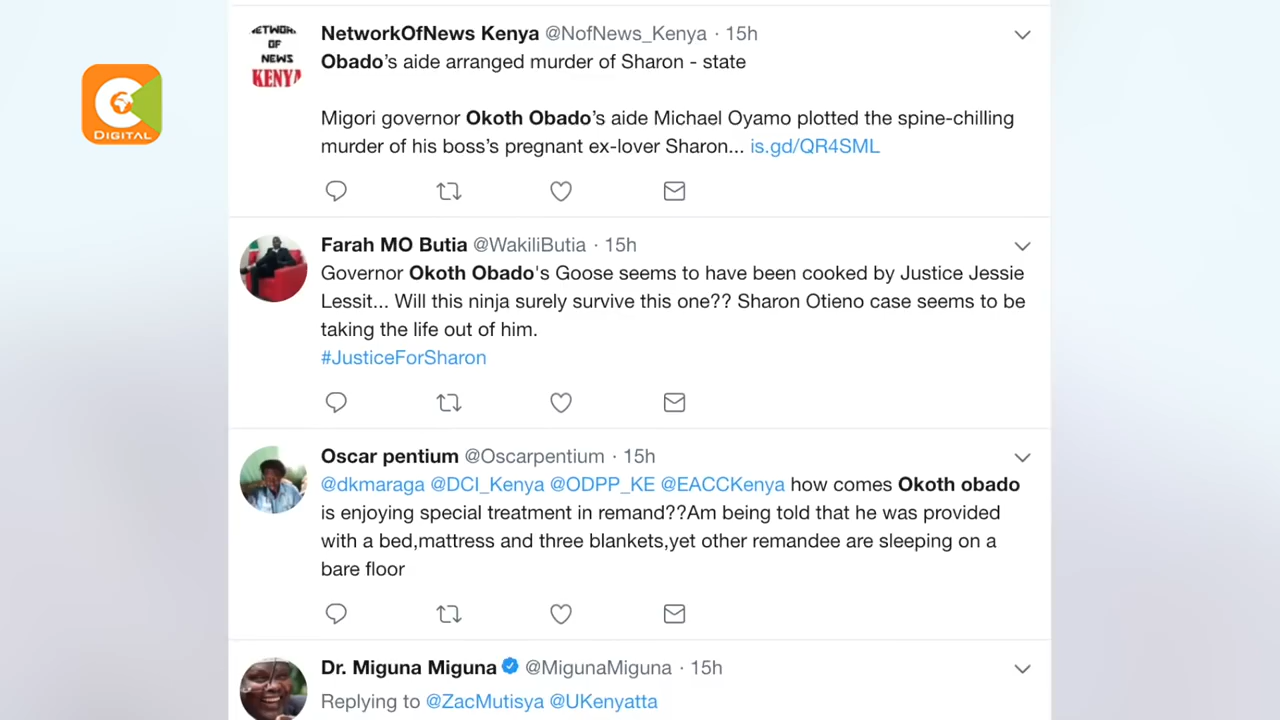 NETWORK
OF
NEWS
KENYA
DIGITAL
NetworkOfNews Kenya @NofNews_Kenya · 15h
Obado's aide arranged murder of Sharon - state
Migori governor Okoth Obado's aide Michael Oyamo plotted the spine-chilling
murder of his boss's pregnant ex-lover Sharon... is.gd/QR4SML
Farah MO Butia @WakiliButia · 15h
Governor Okoth Obado's Goose seems to have been cooked by Justice Jessie
Lessit... Will this ninja surely survive this one?? Sharon Otieno case seems to be
taking the life out of him.
#JusticeForSharon
Oscar pentium @Oscarpentium · 15h
@dkmaraga @DCI_Kenya @ODPP_KE @EACCKenya how comes Okoth obado
is enjoying special treatment in remand??Am being told that he was provided
with a bed,mattress and three blankets,yet other remandee are sleeping on a
bare floor
Dr. Miguna Miguna @MigunaMiguna · 15h
Replying to @ZacMutisya @UKenyatta